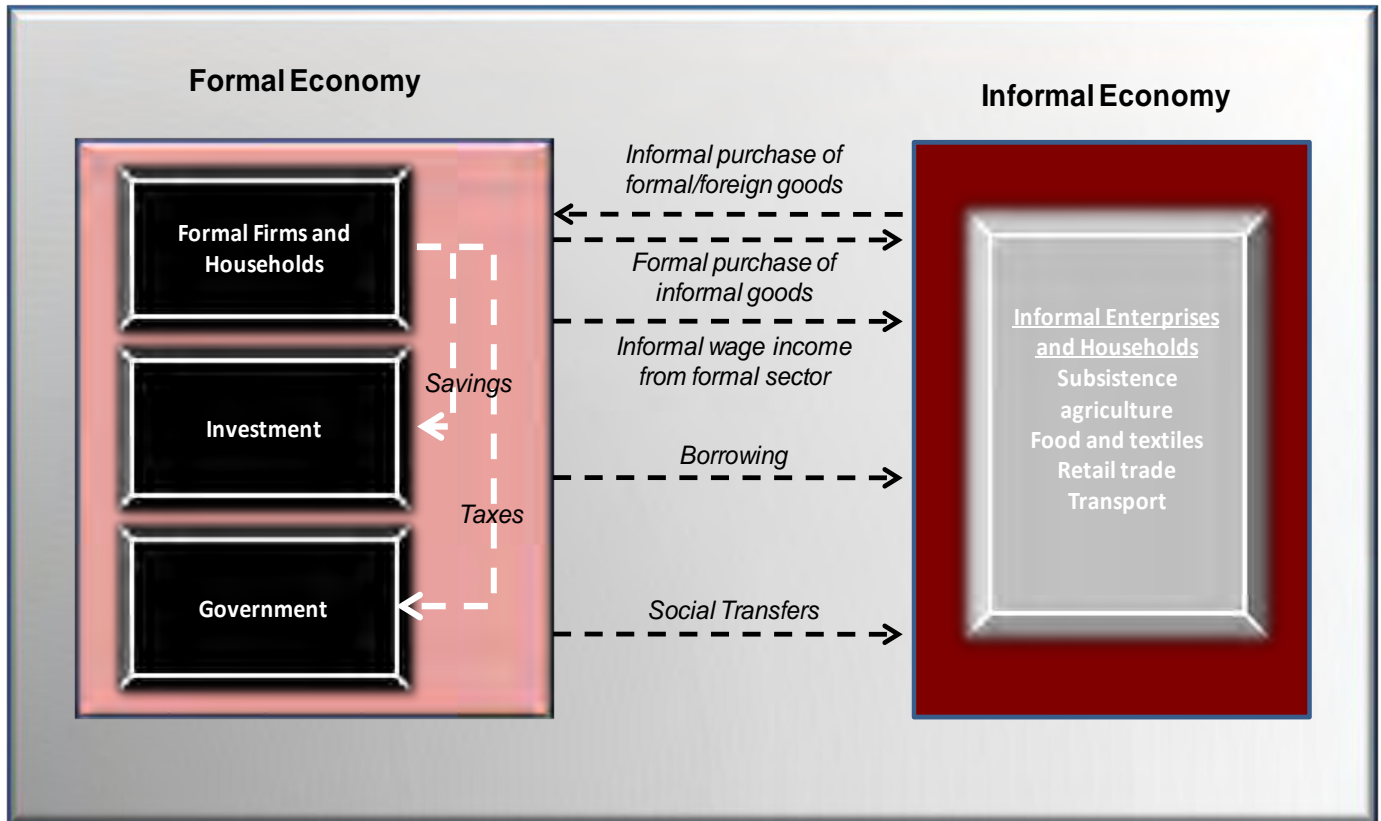 Formal Economy
Informal Economy
Formal Firms and
Households
Investment
Government
Savings
Taxes
Informal purchase of
formal/foreign goods
Formal purchase of
informal goods
Informal wage income
from formal sector
Borrowing
Social Transfers
Informal Enterprises
and Households
Subsistence
agriculture
Food and textiles
Retail trade
Transport